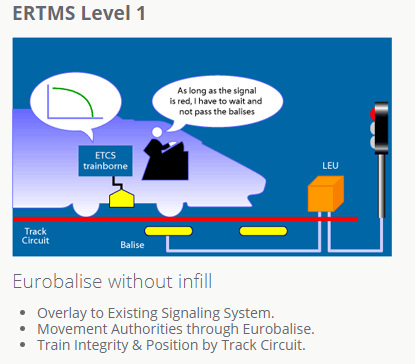 ERTMS Level 1
As long as the signal
is red, I have to wait and
not pass the balises
ETCS
trainborne
LEU
Track
Circuit
Balise
Eurobalise without infill
• Overlay to Existing Signaling System.
• Movement Authorities through Eurobalise.
• Train Integrity & Position by Track Circuit.